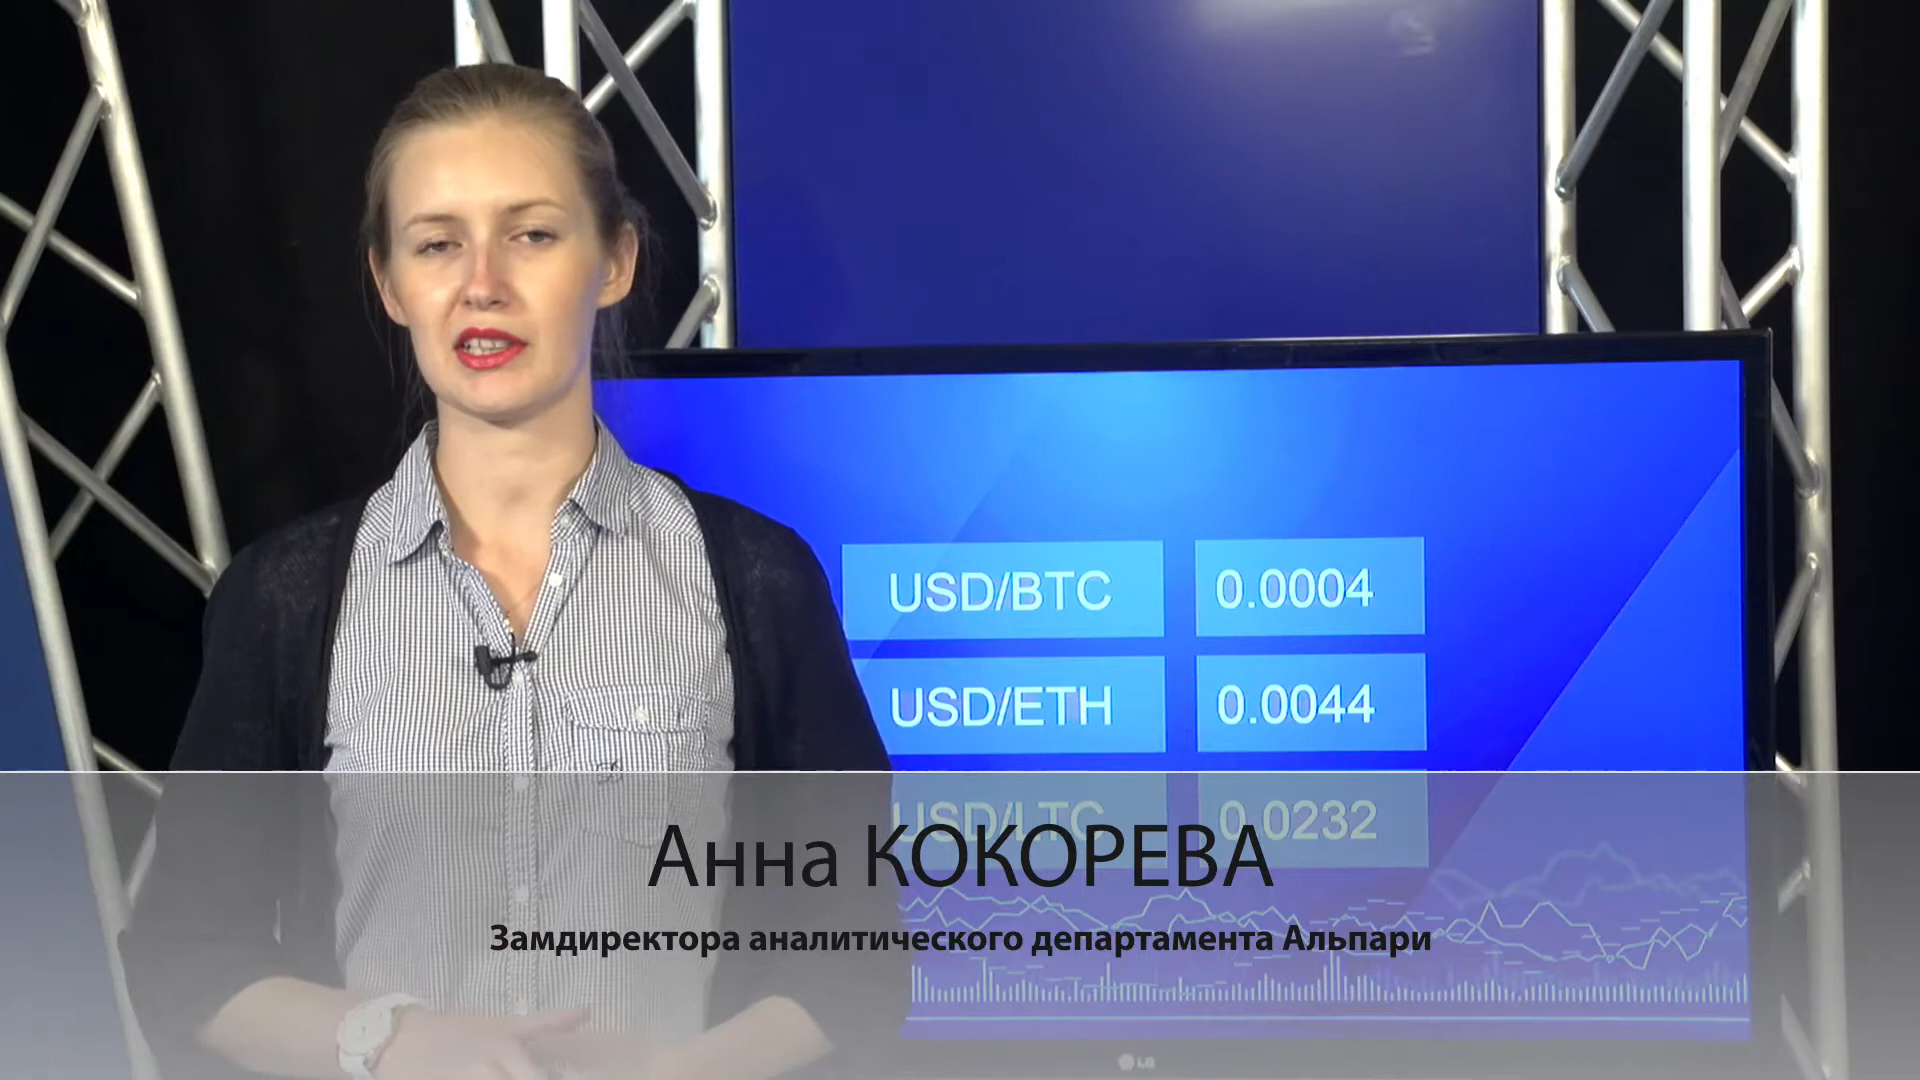 USD/BTC 0.0004
USD/ETH 0.0044
USD/LTC 0.0232
Анна КОКОРЕВА
Замдиректора аналитического департамента Альпари
LG